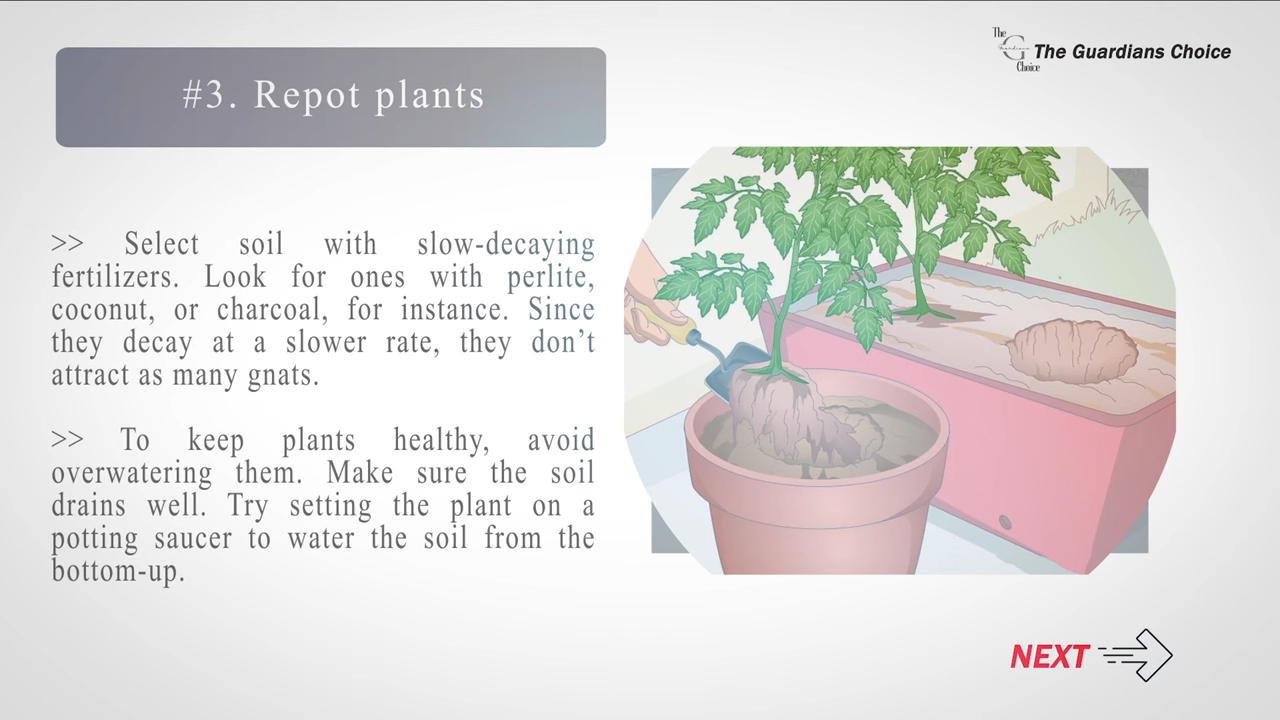 The
G
Guardians
Choice
The Guardians Choice
#3. Repot plants
>> Select soil with slow-decaying
fertilizers. Look for ones with perlite,
coconut, or charcoal, for instance. Since
they decay at a slower rate, they don’t
attract as many gnats.
>> To keep plants healthy, avoid
overwatering them. Make sure the soil
drains well. Try setting the plant on a
potting saucer to water the soil from the
bottom-up.
NEXT